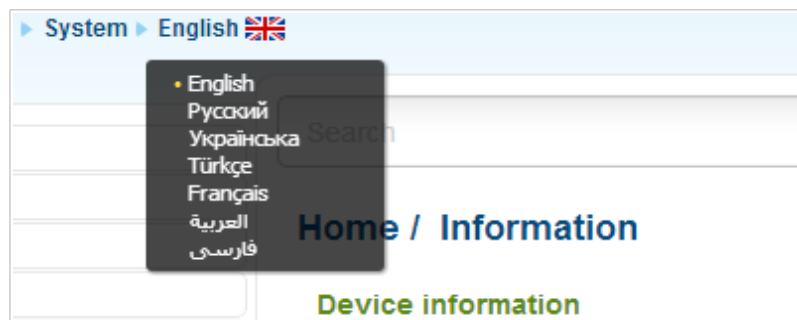 System English
English
Русский
Українська
Türkçe
Français
العربية
فارسی
Search
Home / Information
Device information